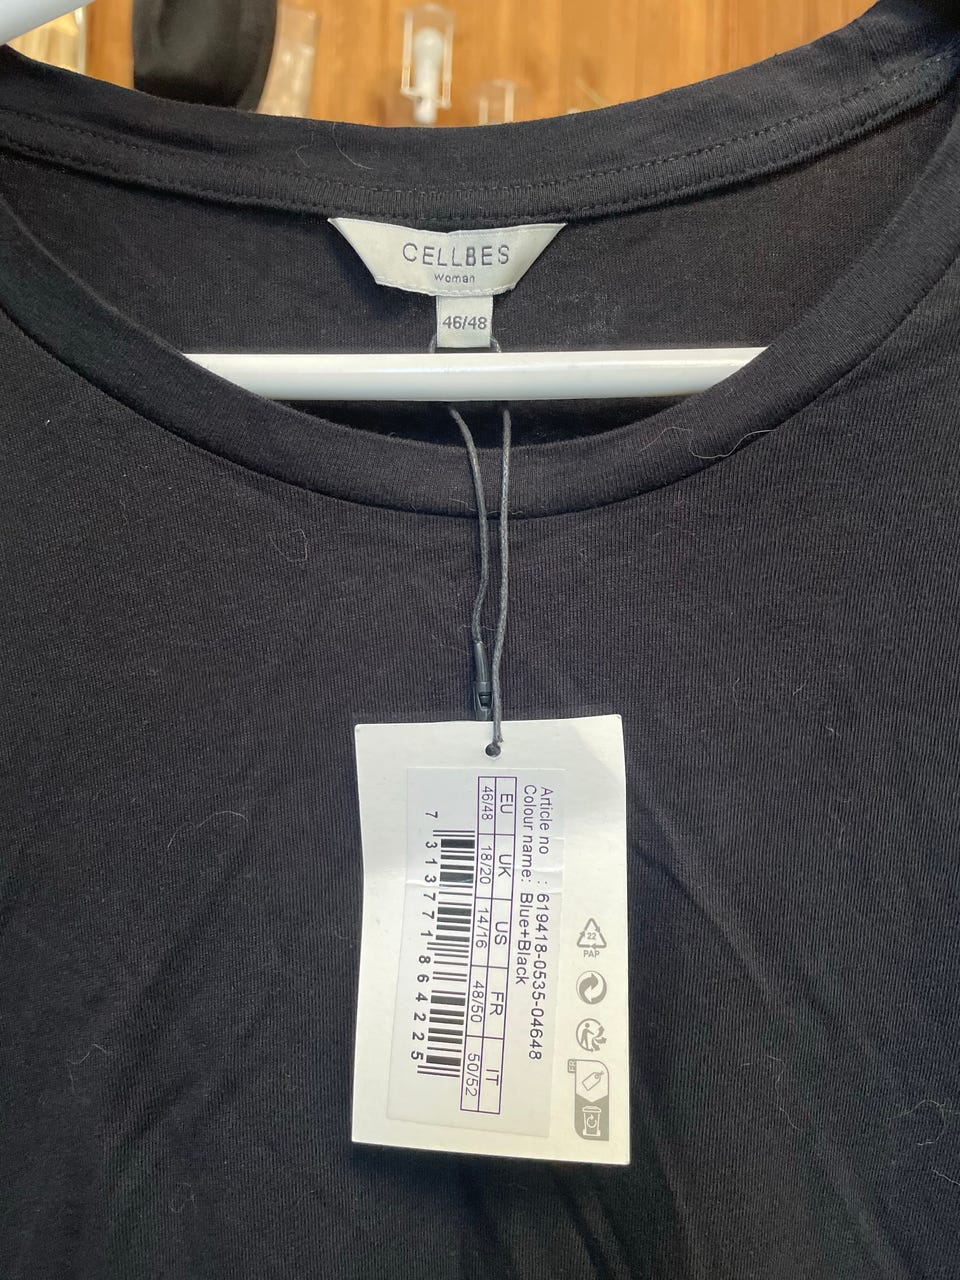 CELLBES
Woman
46/48
Article no : 619418-0535-04648
Colour name: Blue+Black
EU UK US FR IT
46/48 18/20 14/16 48/50 50/52
7 313771 864225
22
PAP